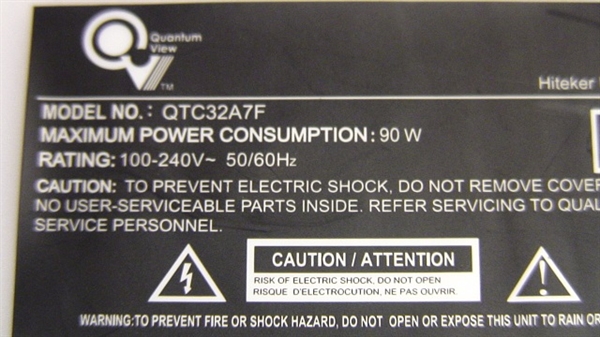 Quantum
View
TM
Hiteker
MODEL NO.: QTC32A7F
MAXIMUM POWER CONSUMPTION: 90 W
RATING: 100-240V~ 50/60Hz
CAUTION: TO PREVENT ELECTRIC SHOCK, DO NOT REMOVE COVER
NO USER-SERVICEABLE PARTS INSIDE. REFER SERVICING TO QUAL
SERVICE PERSONNEL.
CAUTION / ATTENTION
RISK OF ELECTRIC SHOCK, DO NOT OPEN
RISQUE D'ELECTROCUTION, NE PAS OUVRIR.
WARNING:TO PREVENT FIRE OR SHOCK HAZARD, DO NOT OPEN OR EXPOSE THIS UNIT TO RAIN OR